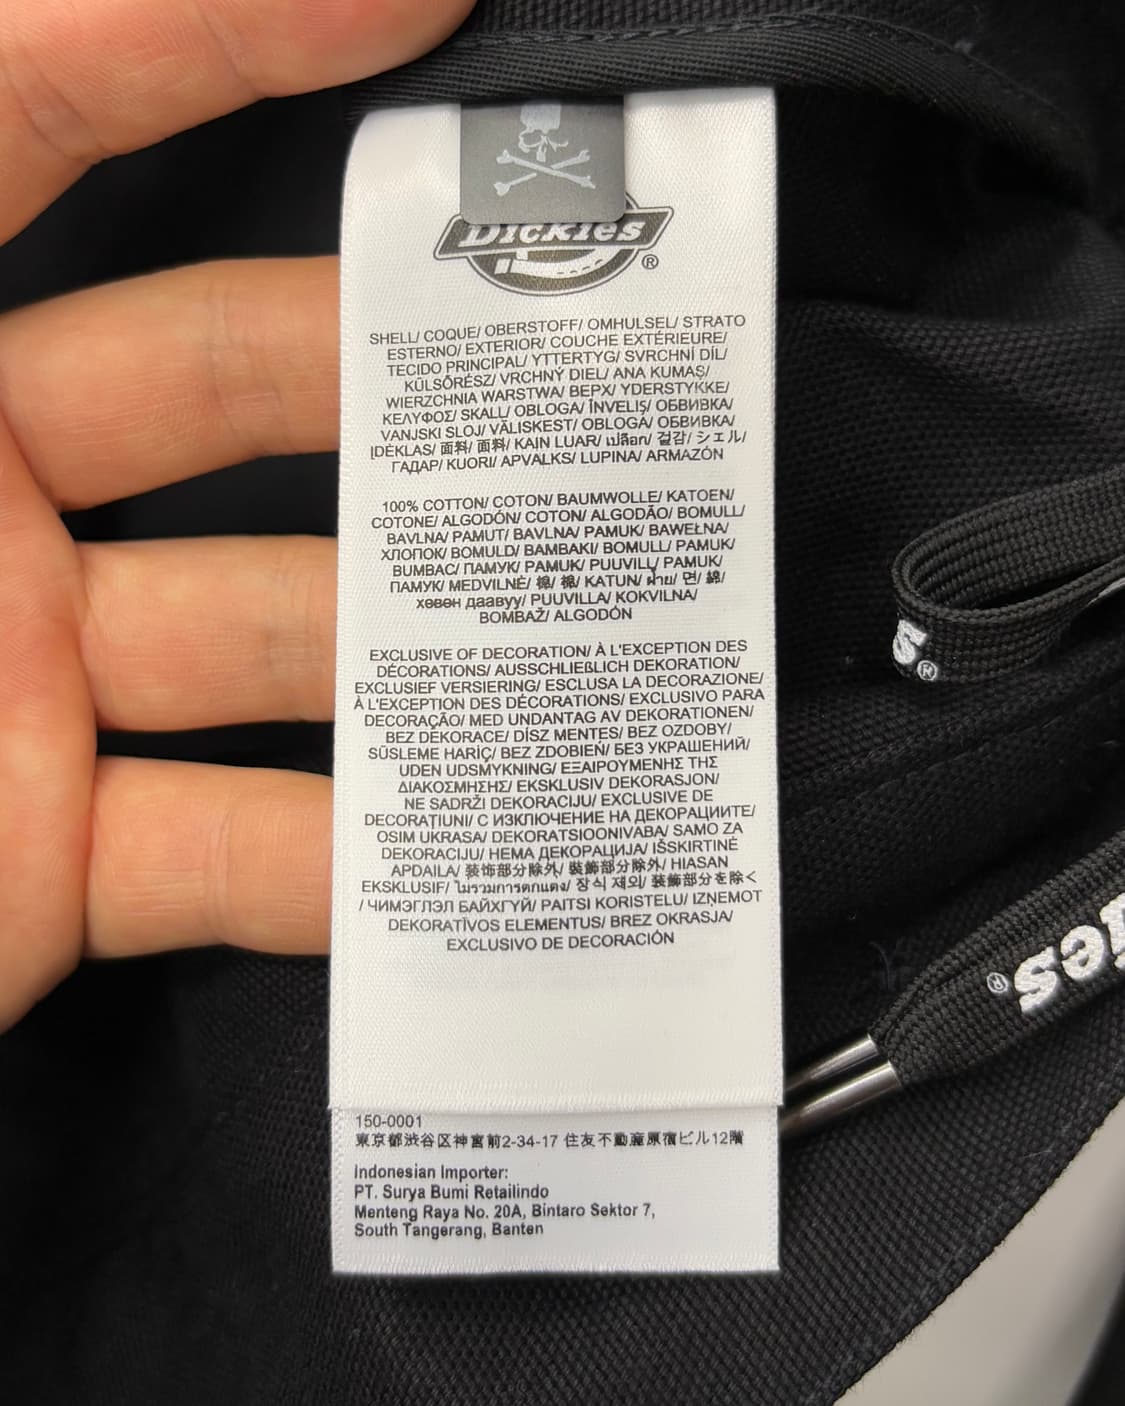 Dickies
®
SHELL/ COQUE/ OBERSTOFF/ OMHULSEL/ STRATO
ESTERNO/ EXTERIOR/ COUCHE EXTÉRIEURE/
TECIDO PRINCIPAL/ YTTERTYG/ SVRCHNÍ DÍL/
KÜLSŐRÉSZ/ VRCHNÝ DIEL/ ANA KUMAŞ/
WIERZCHNIA WARSTWA/ ВЕРХ/ YDERSTYKKE/
ΚΕΛΥΦΟΣ/ SKALL/ OBLOGA/ ÎNVELIȘ/ ОБВИВКА/
VANJSKI SLOJ/ VÄLISKEST/ OBLOGA/ ОБВИВКА/
ĮDĖKLAS/ 面料/ 面料/ KAIN LUAR/ เปลือก/ 겉감/ シェル/
ГАДАР/ KUORI/ APVALKS/ LUPINA/ ARMAZÓN
100% COTTON/ COTON/ BAUMWOLLE/ KATOEN/
COTONE/ ALGODÓN/ COTON/ ALGODÃO/ BOMULL/
BAVLNA/ PAMUT/ BAVLNA/ PAMUK/ BAWEŁNA/
ХЛОПОК/ BOMULD/ ΒΑΜΒΑΚΙ/ BOMULL/ PAMUK/
BUMBAC/ ПАМУК/ PAMUK/ PUUVILL/ PAMUK/
ПАМУК/ MEDVILNĖ/ 棉/ 棉/ KATUN/ ฝ้าย/ 면/ 綿/
хөвөн даавуу/ PUUVILLA/ KOKVILNA/
BOMBAŽ/ ALGODÓN
EXCLUSIVE OF DECORATION/ À L'EXCEPTION DES
DÉCORATIONS/ AUSSCHLIEßLICH DEKORATION/
EXCLUSIEF VERSIERING/ ESCLUSA LA DECORAZIONE/
À L'EXCEPTION DES DÉCORATIONS/ EXCLUSIVO PARA
DECORAÇÃO/ MED UNDANTAG AV DEKORATIONEN/
BEZ DEKORACE/ DÍSZ MENTES/ BEZ OZDOBY/
SÜSLEME HARİÇ/ BEZ ZDOBIEŃ/ БЕЗ УКРАШЕНИЙ/
UDEN UDSMYKNING/ ΕΞΑΙΡΟΥΜΕΝΗΣ ΤΗΣ
ΔΙΑΚΟΣΜΗΣΗΣ/ EKSKLUSIV DEKORASJON/
NE SADRŽI DEKORACIJU/ EXCLUSIVE DE
DECORAȚIUNI/ С ИЗКЛЮЧЕНИЕ НА ДЕКОРАЦИИТЕ/
OSIM UKRASA/ DEKORATSIOONIVABA/ SAMO ZA
DEKORACIJU/ НЕМА ДЕКОРАЦИЈА/ IŠSKIRTINĖ
APDAILA/ 装饰部分除外/ 裝飾部分除外/ HIASAN
EKSKLUSIF/ ไม่รวมการตกแต่ง/ 장식 제외/ 装飾部分を除く
/ ЧИМЭГЛЭЛ БАЙХГҮЙ/ PAITSI KORISTELU/ IZŅEMOT
DEKORATĪVOS ELEMENTUS/ BREZ OKRASJA/
EXCLUSIVO DE DECORACIÓN
150-0001
東京都渋谷区神宮前2-34-17 住友不動産原宿ビル12階
Indonesian Importer:
PT. Surya Bumi Retailindo
Menteng Raya No. 20A, Bintaro Sektor 7,
South Tangerang, Banten